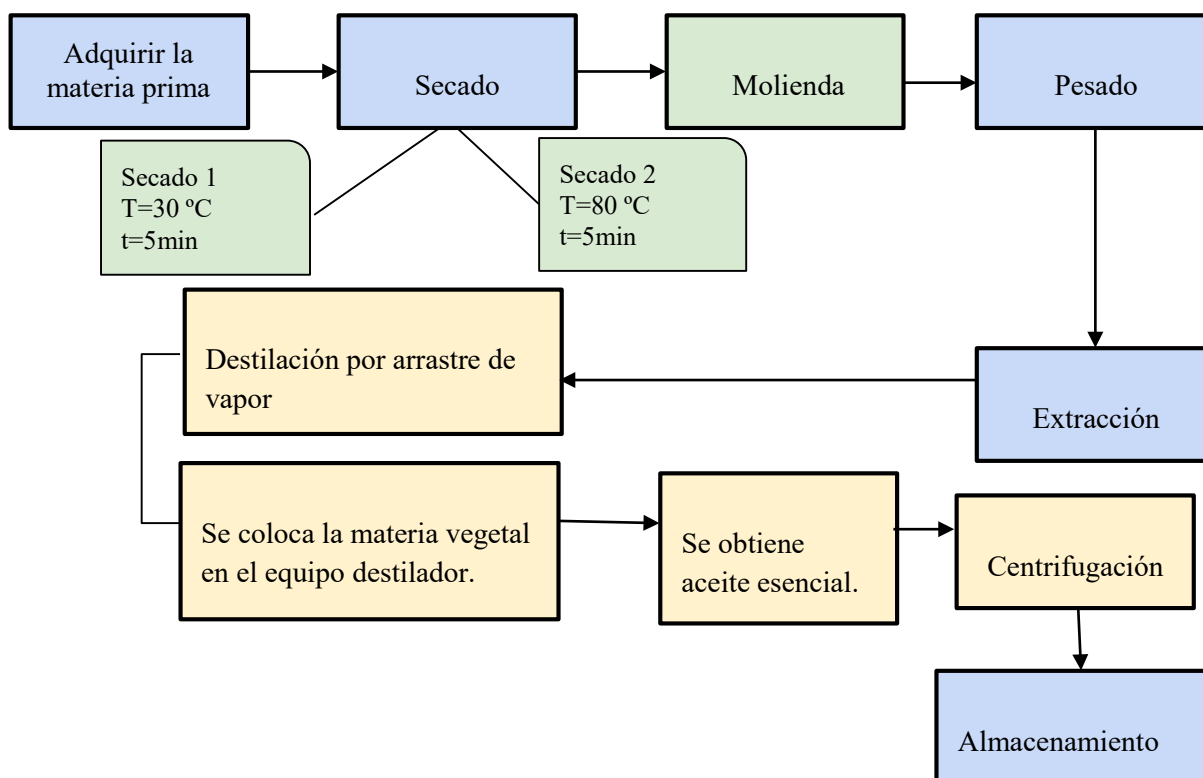 Adquirir la
materia prima
Secado
Molienda
Pesado
Secado 1
T=30 ºC
t=5min
Secado 2
T=80 ºC
t=5min
Destilación por arrastre de
vapor
Extracción
Se coloca la materia vegetal
en el equipo destilador.
Se obtiene
aceite esencial.
Centrifugación
Almacenamiento